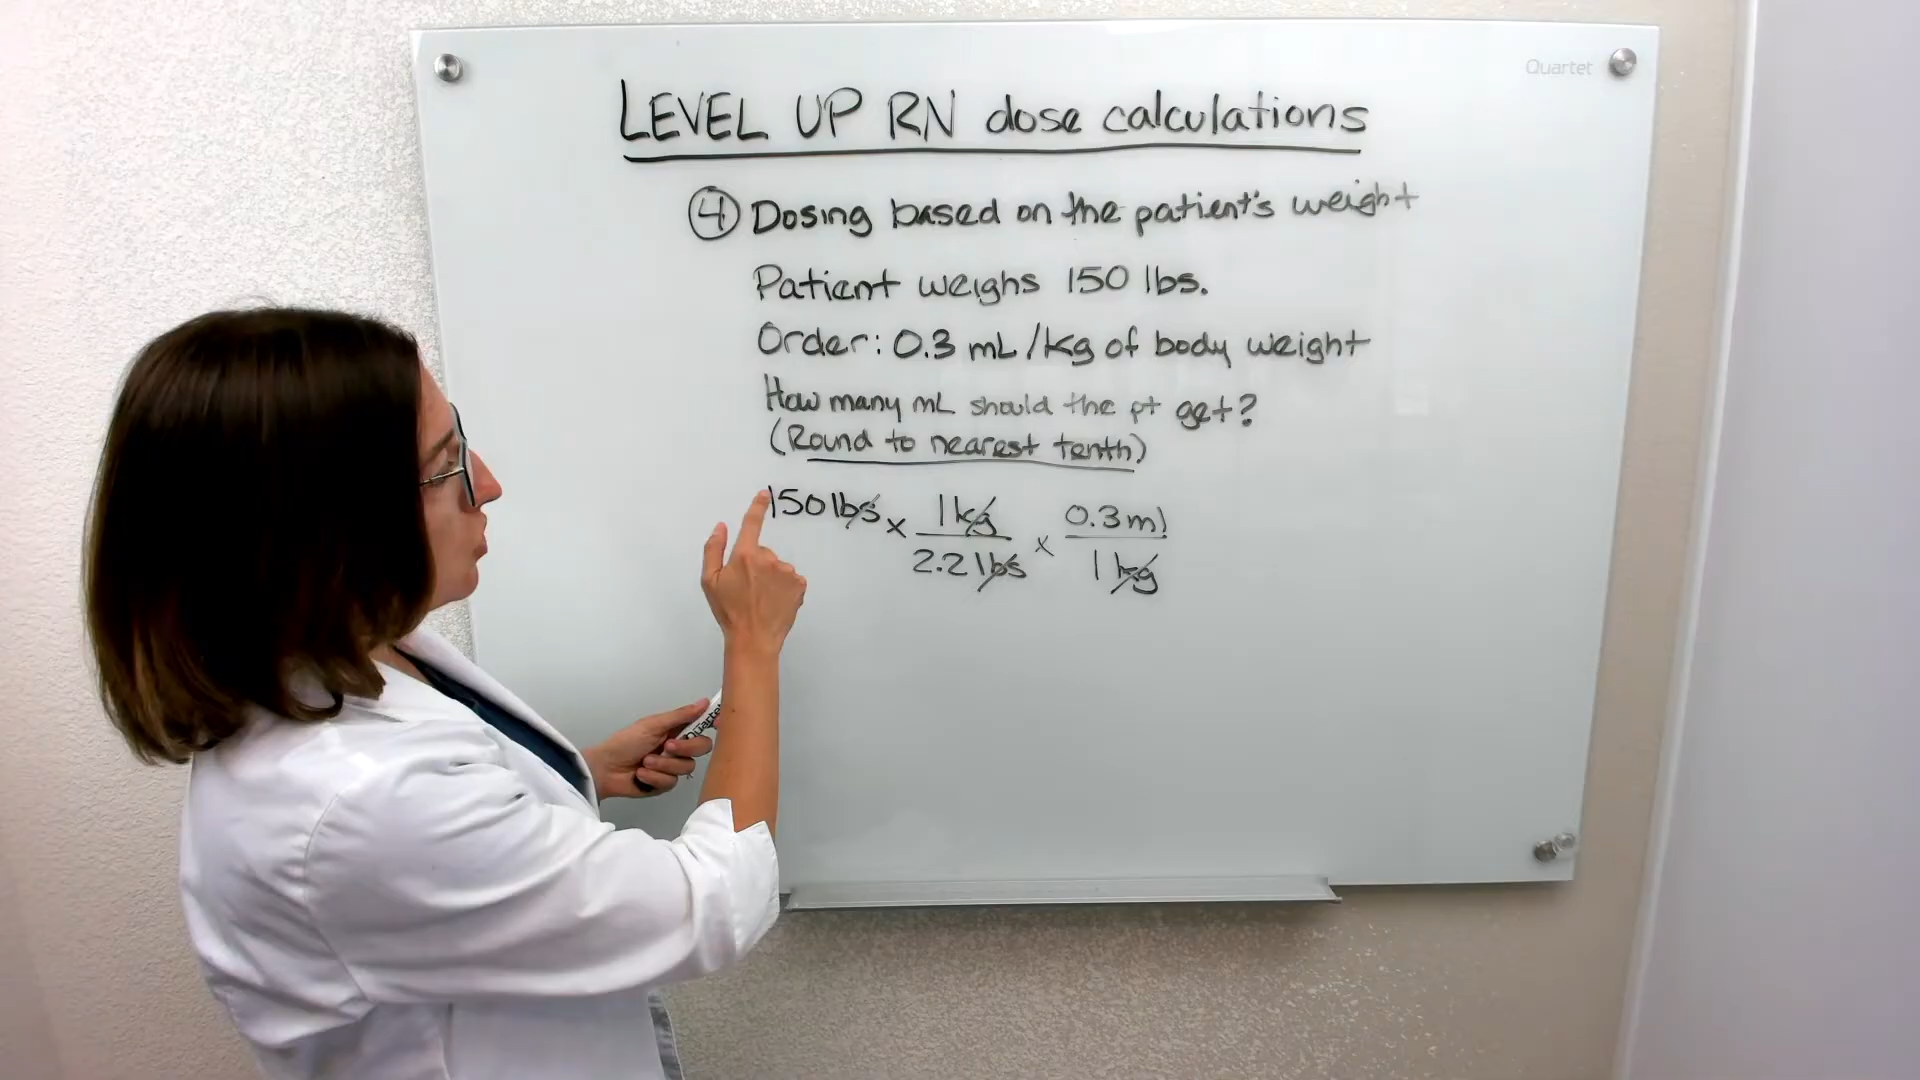 Quartet
LEVEL UP RN dose calculations
④ Dosing based on the patient's weight
Patient weighs 150 lbs.
Order: 0.3 mL/kg of body weight
How many mL should the pt get?
(Round to nearest tenth)
150 lbs x 1 kg x 0.3 ml
2.2 lbs 1 kg
Quartet